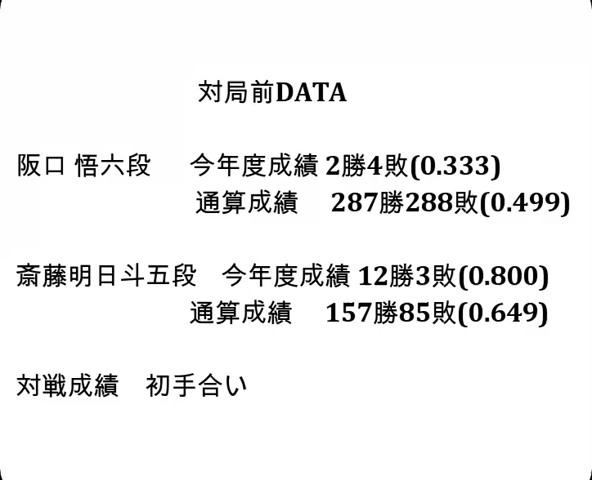 対局前DATA
阪口 悟六段 今年度成績 2勝4敗(0.333)
通算成績 287勝288敗(0.499)
斎藤明日斗五段 今年度成績 12勝3敗(0.800)
通算成績 157勝85敗(0.649)
対戦成績 初手合い